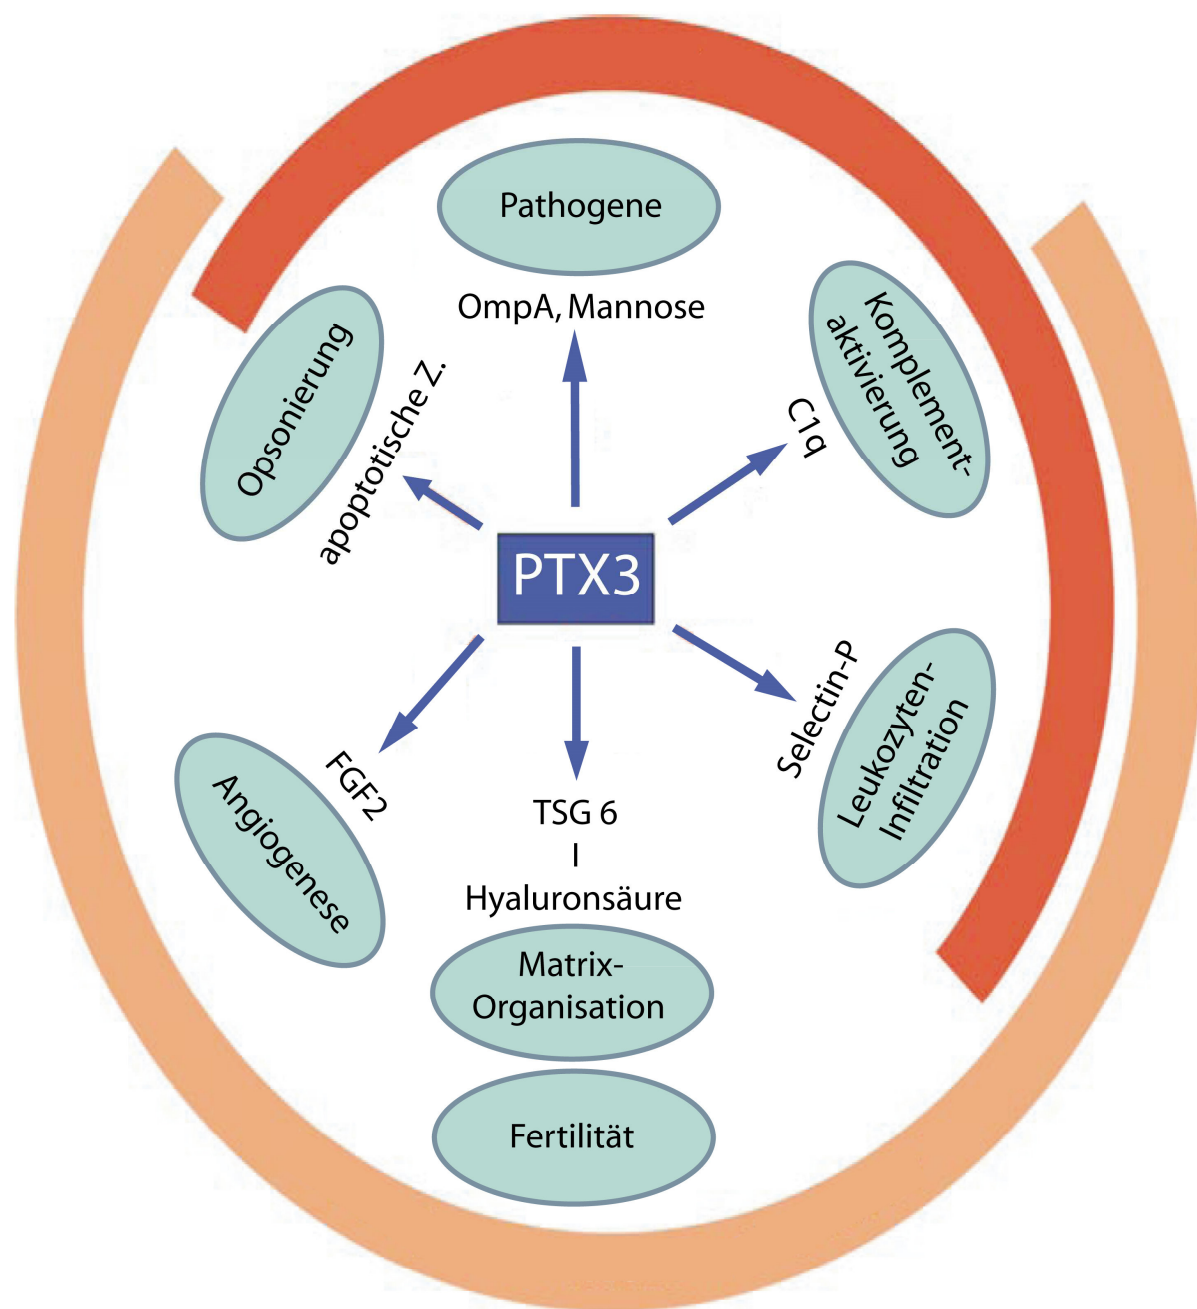 Pathogene
OmpA, Mannose
Opsonierung
apoptotische Z.
Komplement-
aktivierung
C1q
PTX3
Selectin-P
Leukozyten-
Infiltration
FGF2
Angiogenese
TSG 6
Hyaluronsäure
Matrix-
Organisation
Fertilität